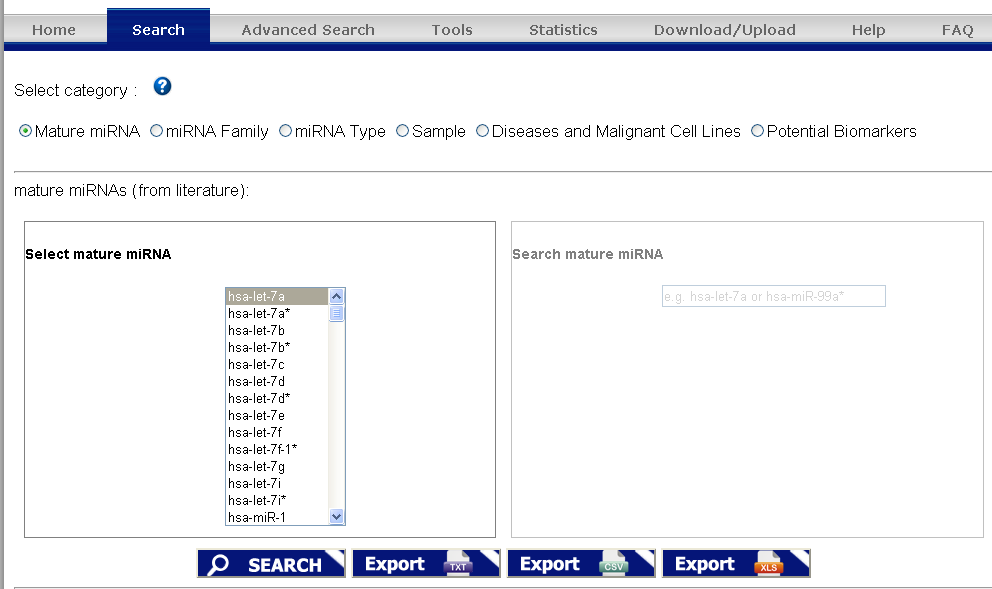 Home Search Advanced Search Tools Statistics Download/Upload Help FAQ
Select category : ?
Mature miRNA miRNA Family miRNA Type Sample Diseases and Malignant Cell Lines Potential Biomarkers
mature miRNAs (from literature):
Select mature miRNA
hsa-let-7a
hsa-let-7a*
hsa-let-7b
hsa-let-7b*
hsa-let-7c
hsa-let-7d
hsa-let-7d*
hsa-let-7e
hsa-let-7f
hsa-let-7f-1*
hsa-let-7g
hsa-let-7i
hsa-let-7i*
hsa-miR-1
Search mature miRNA
e.g. hsa-let-7a or hsa-miR-99a*
SEARCH Export TXT Export CSV Export XLS